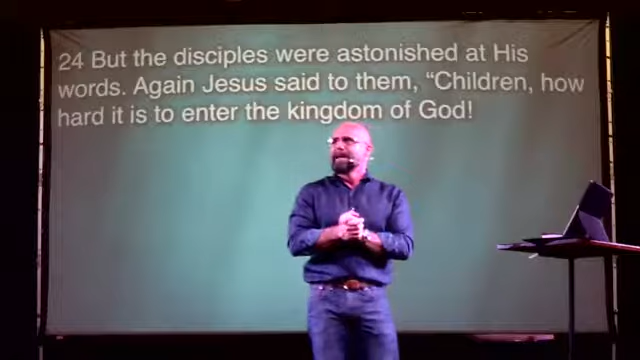 24 But the disciples were astonished at His
words. Again Jesus said to them, “Children, how
hard it is to enter the kingdom of God!